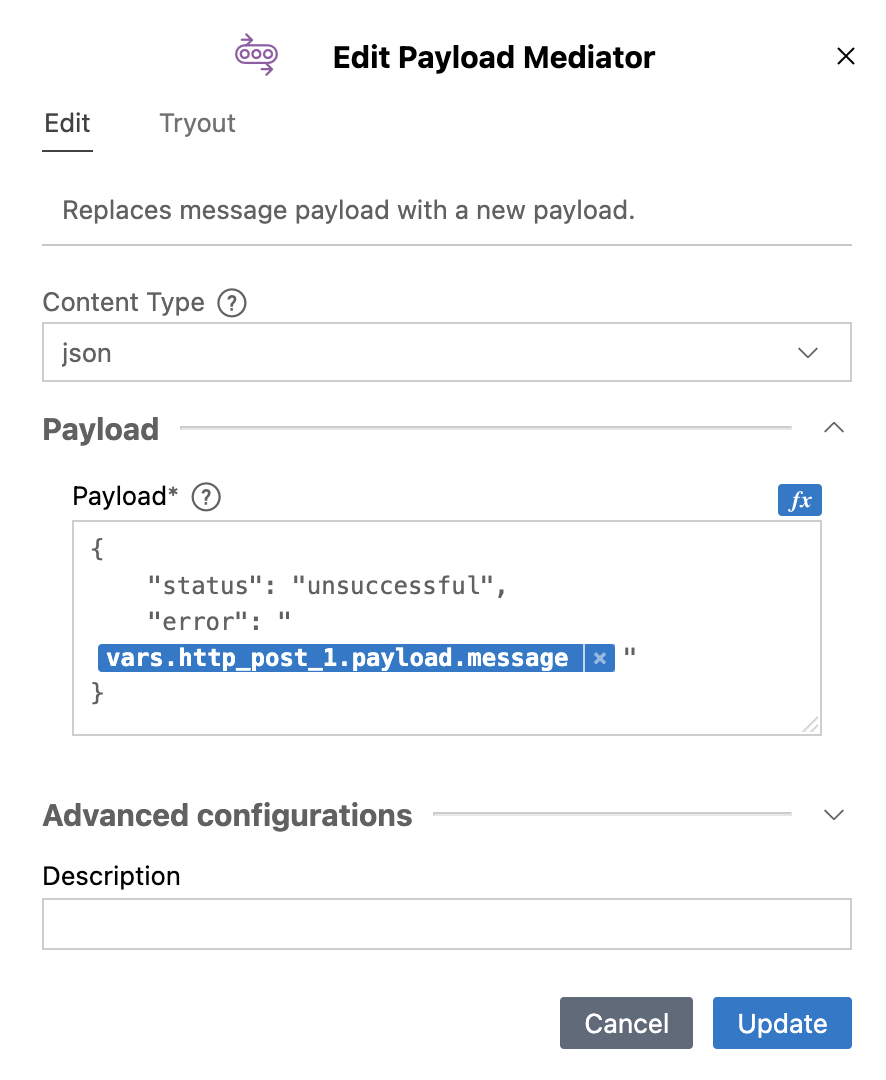 Edit Payload Mediator
Edit Tryout
Replaces message payload with a new payload.
Content Type
json
Payload
Payload*
fx
{
"status": "unsuccessful",
"error": "
vars.http_post_1.payload.message × "
}
Advanced configurations
Description
Cancel Update